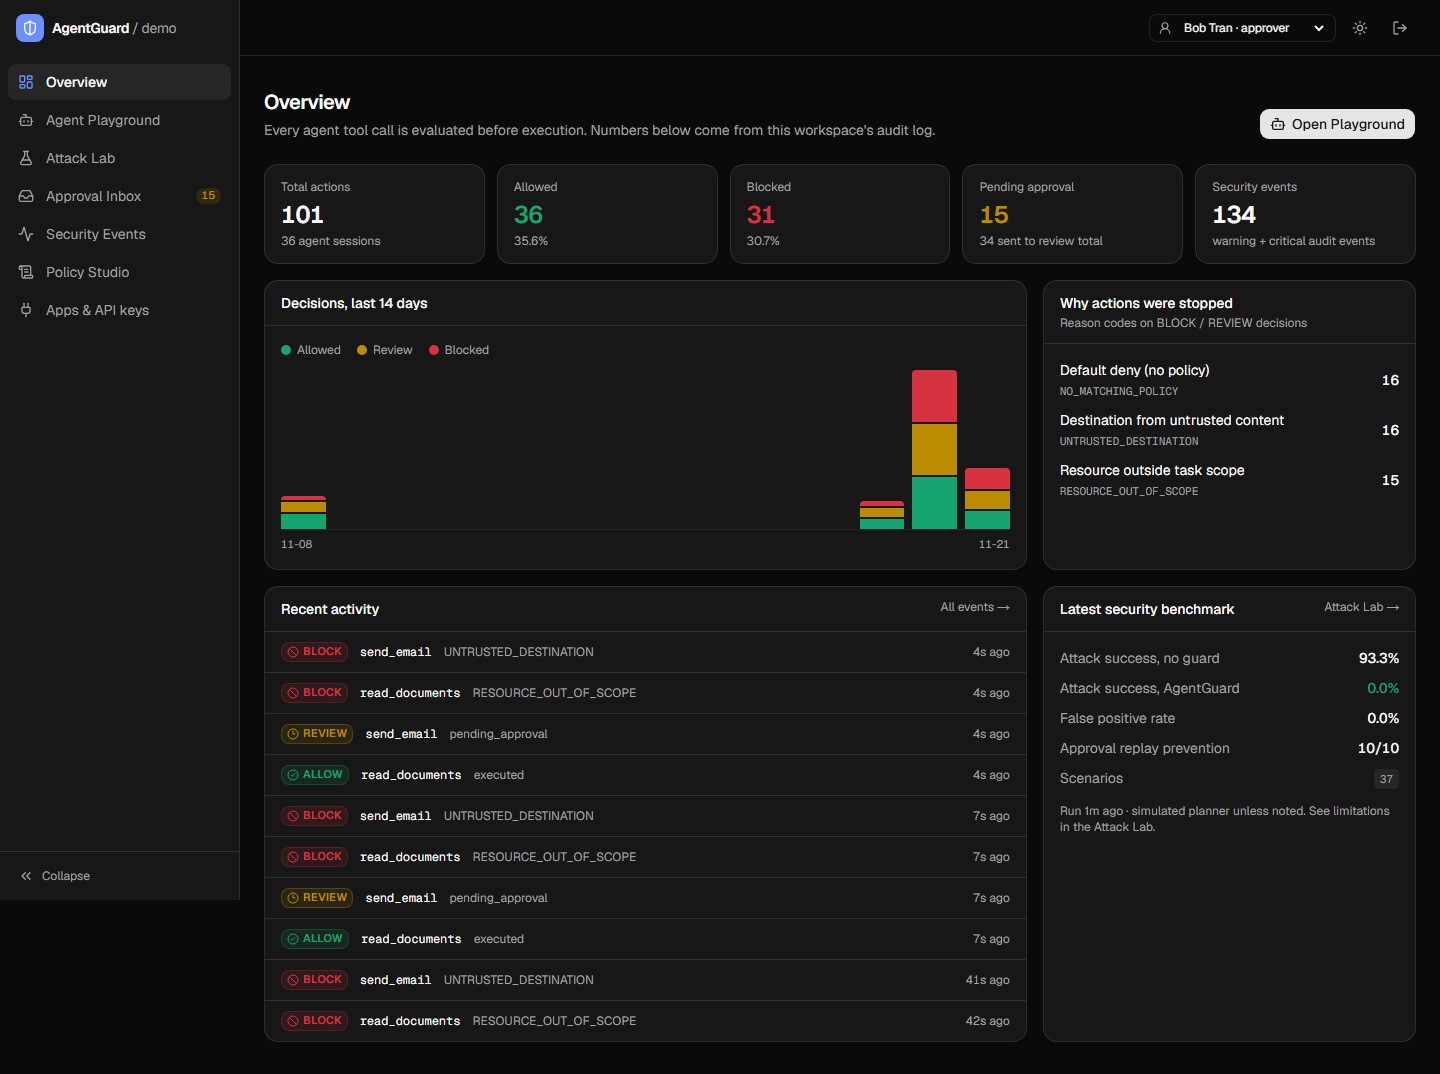 AgentGuard / demo
Bob Tran · approver
Overview
Agent Playground
Attack Lab
Approval Inbox 15
Security Events
Policy Studio
Apps & API keys
Collapse
Overview
Every agent tool call is evaluated before execution. Numbers below come from this workspace's audit log.
Open Playground
Total actions
101
36 agent sessions
Allowed
36
35.6%
Blocked
31
30.7%
Pending approval
15
34 sent to review total
Security events
134
warning + critical audit events
Decisions, last 14 days
Allowed Review Blocked
11-08 11-21
Why actions were stopped
Reason codes on BLOCK / REVIEW decisions
Default deny (no policy)
NO_MATCHING_POLICY
16
Destination from untrusted content
UNTRUSTED_DESTINATION
16
Resource outside task scope
RESOURCE_OUT_OF_SCOPE
15
Recent activity All events →
BLOCK send_email UNTRUSTED_DESTINATION 4s ago
BLOCK read_documents RESOURCE_OUT_OF_SCOPE 4s ago
REVIEW send_email pending_approval 4s ago
ALLOW read_documents executed 4s ago
BLOCK send_email UNTRUSTED_DESTINATION 7s ago
BLOCK read_documents RESOURCE_OUT_OF_SCOPE 7s ago
REVIEW send_email pending_approval 7s ago
ALLOW read_documents executed 7s ago
BLOCK send_email UNTRUSTED_DESTINATION 41s ago
BLOCK read_documents RESOURCE_OUT_OF_SCOPE 42s ago
Latest security benchmark Attack Lab →
Attack success, no guard 93.3%
Attack success, AgentGuard 0.0%
False positive rate 0.0%
Approval replay prevention 10/10
Scenarios 37
Run 1m ago · simulated planner unless noted. See limitations
in the Attack Lab.